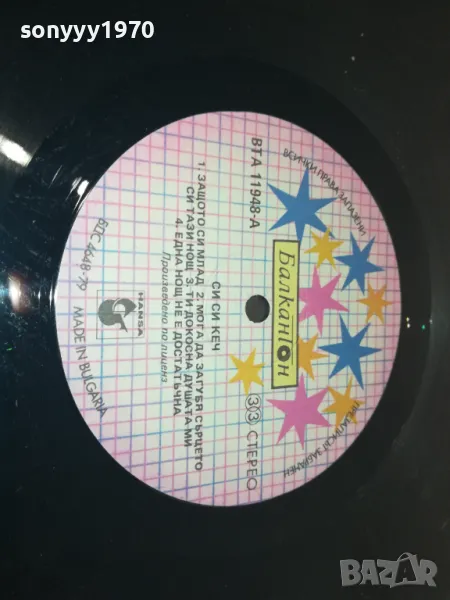 sonyyy1970
ВСИЧКИ ПРАВА ЗАПАЗЕНИ
Балкантон
ПРЕЗАПИСЪТ ЗАБРАНЕН
ВТА 11948-А
33 СТЕРЕО
СИ СИ КЕЧ
1. ЗАЩОТО СИ МЛАД 2. МОГА ДА ЗАГУБЯ СЪРЦЕТО
СИ ТАЗИ НОЩ 3. ТИ ДОКОСНА ДУШАТА МИ
4. ЕДНА НОЩ НЕ Е ДОСТАТЪЧНА
Произведено по лиценз
HANSA
БДС 4648-79 MADE IN BULGARIA
BAZAR